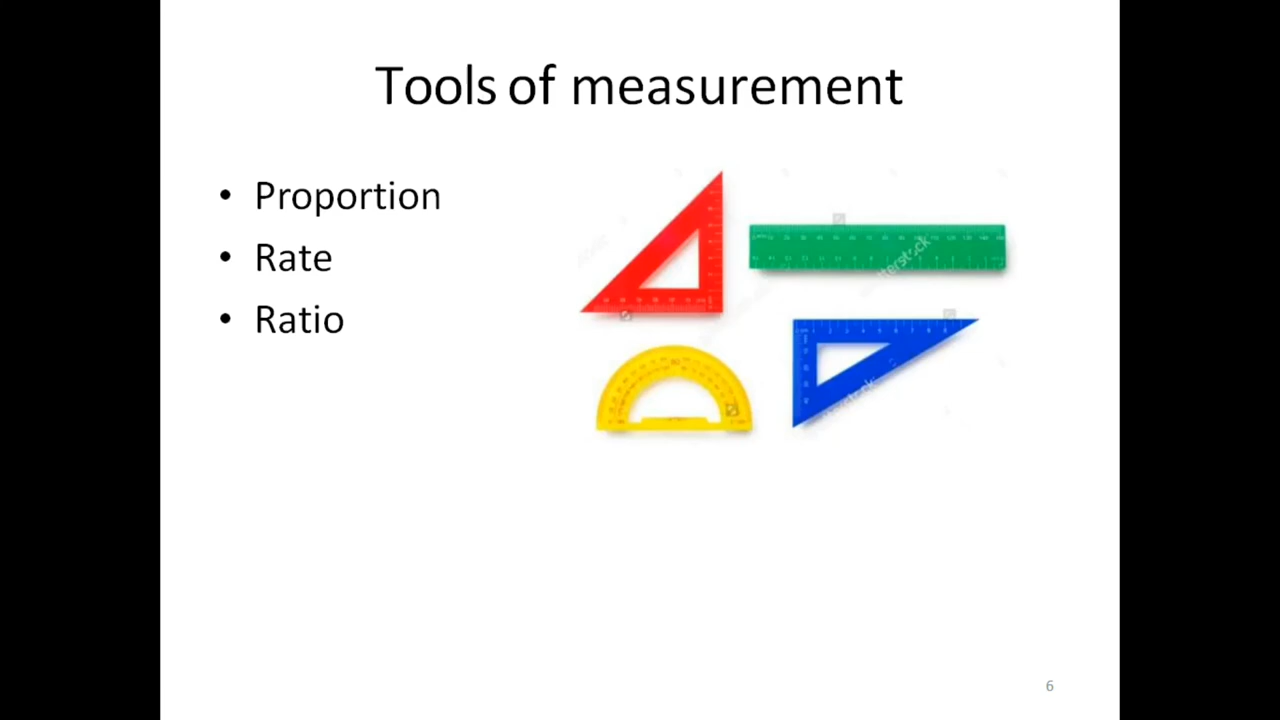 Tools of measurement
• Proportion
• Rate
• Ratio
6